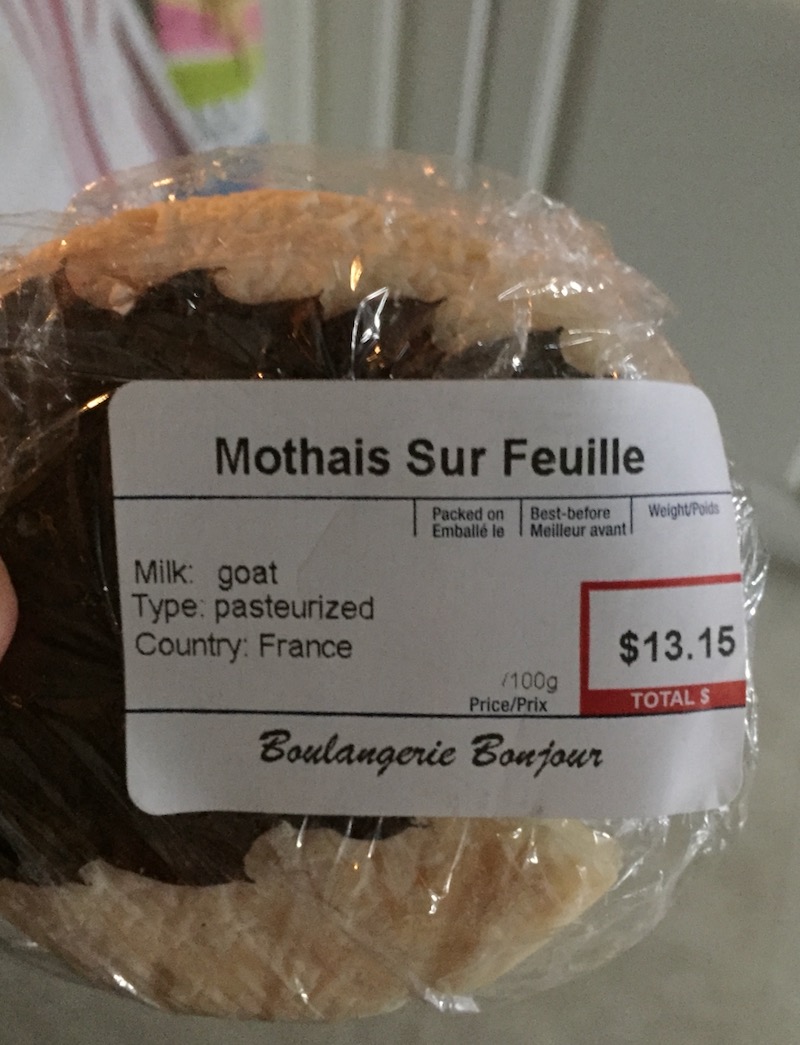 Mothais Sur Feuille
Packed on
Emballé le
Best-before
Meilleur avant
Weight/Poids
Milk: goat
Type: pasteurized
Country: France
$13.15
/100g
Price/Prix
TOTAL $
Boulangerie Bonjour